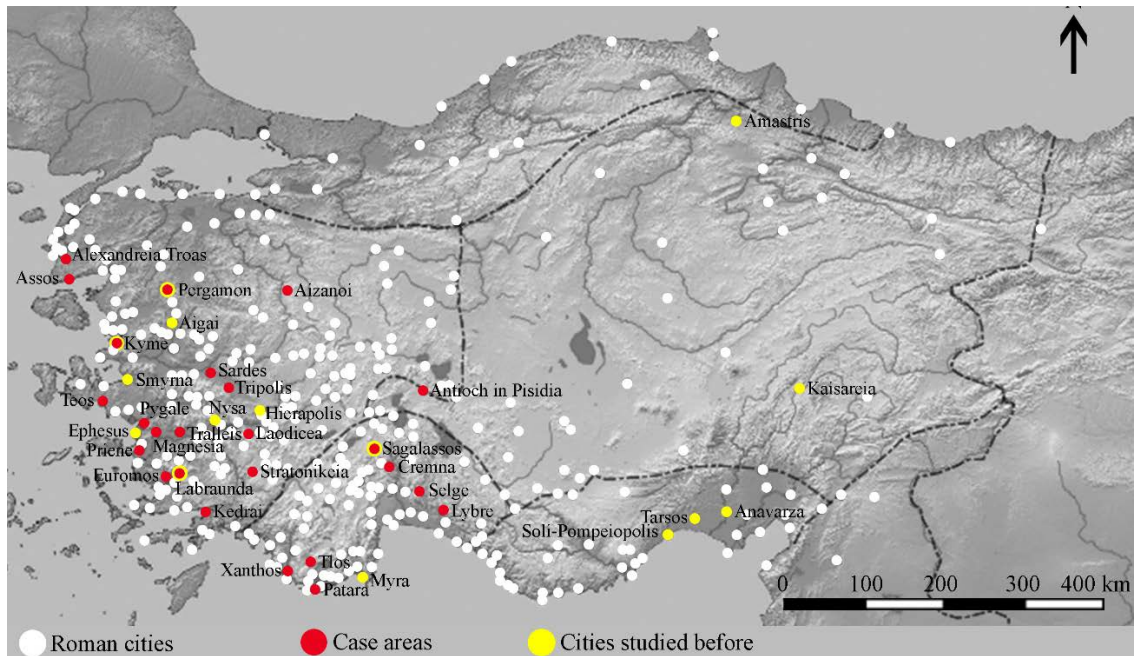 Amastris
Alexandreia Troas
Assos
Pergamon
Aizanoi
Aigai
Kyme
Sardes
Smyrna
Tripolis
Antioch in Pisidia
Kaisareia
Teos
Pygale
Nysa
Hierapolis
Ephesus
Magnesia
Tralleis
Laodicea
Priene
Sagalassos
Cremna
Euromos
Labraunda
Stratonikeia
Selge
Kedrai
Lybre
Tarsos
Anavarza
Soli-Pompeiopolis
Tlos
Xanthos
Myra
Patara
0 100 200 300 400 km
Roman cities
Case areas
Cities studied before